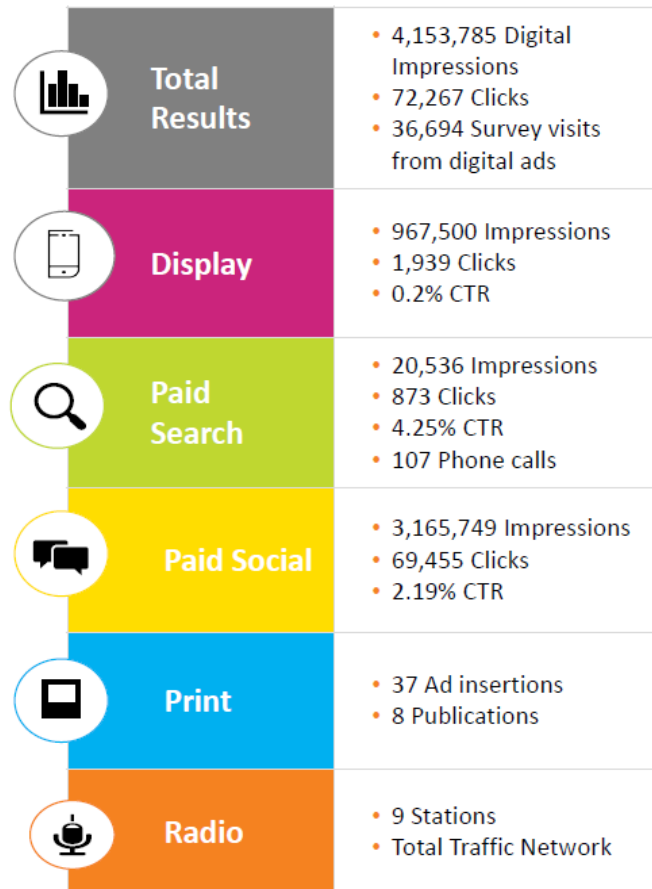 Total
Results
• 4,153,785 Digital
Impressions
• 72,267 Clicks
• 36,694 Survey visits
from digital ads
Display
• 967,500 Impressions
• 1,939 Clicks
• 0.2% CTR
Paid
Search
• 20,536 Impressions
• 873 Clicks
• 4.25% CTR
• 107 Phone calls
Paid Social
• 3,165,749 Impressions
• 69,455 Clicks
• 2.19% CTR
Print
• 37 Ad insertions
• 8 Publications
Radio
• 9 Stations
• Total Traffic Network